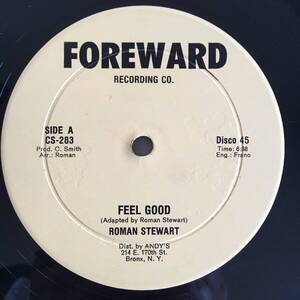 FOREWARD
RECORDING CO.
SIDE A
CS-283
Prod. C. Smith
Arr.: Roman
Disco 45
Time: 6:38
Eng.: Frano
FEEL GOOD
(Adapted by Roman Stewart)
ROMAN STEWART
Dist. by ANDY'S
214 E. 170th St.
Bronx, N. Y.